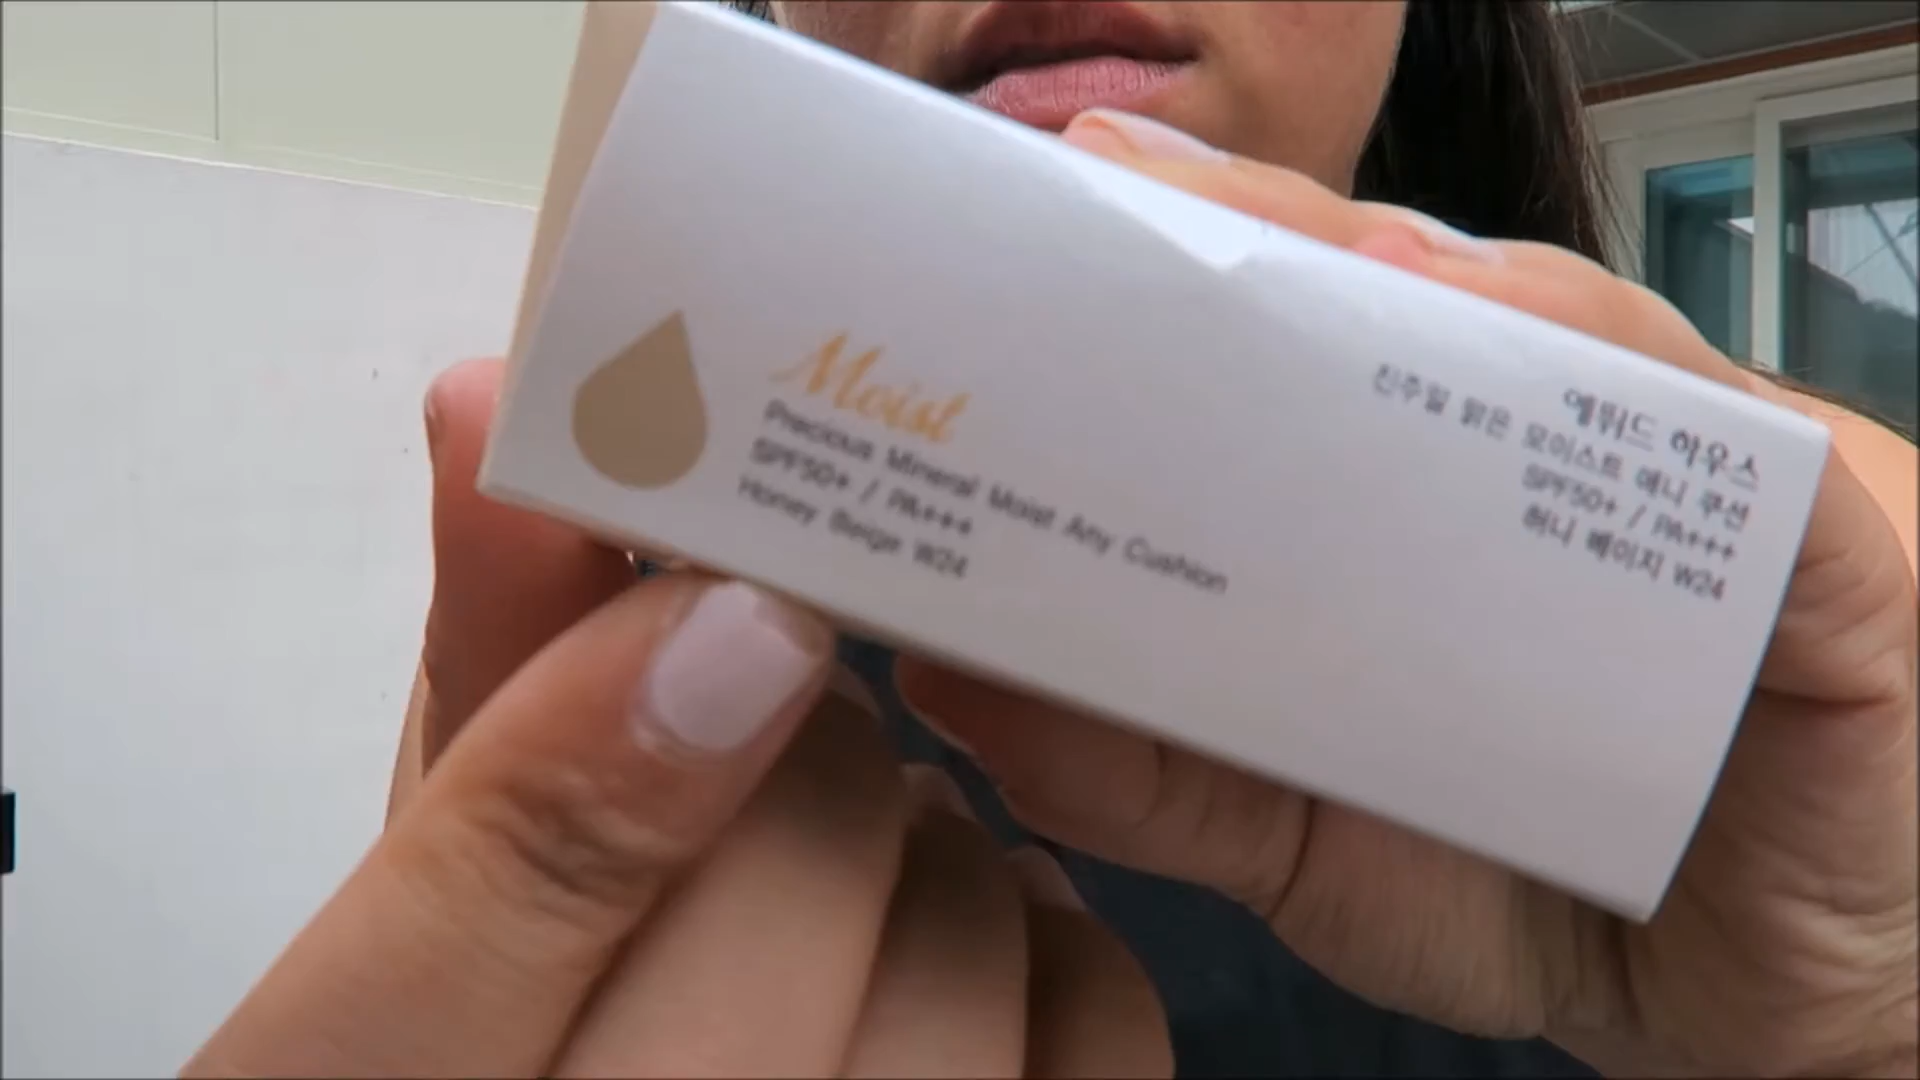 Moist
Precious Mineral Moist Any Cushion
SPF50+ / PA+++
Honey Beige W24
에뛰드 하우스
진주알 맑은 모이스트 애니 쿠션
SPF50+ / PA+++
허니 베이지 W24